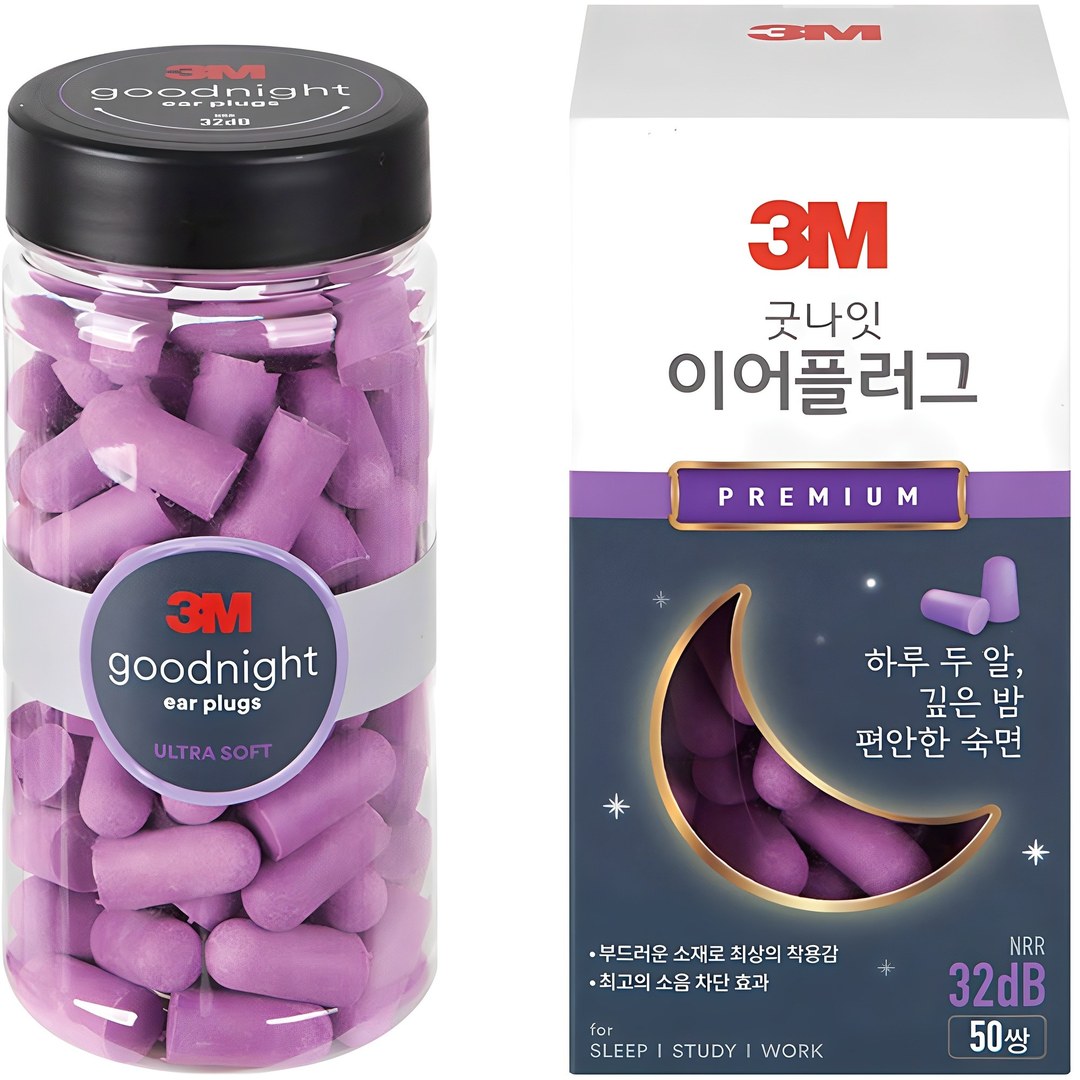 3M
goodnight
ear plugs
NRR
32dB
3M
goodnight
ear plugs
ULTRA SOFT
3M
3M
굿나잇
이어플러그
PREMIUM
하루 두 알,
깊은 밤
편안한 숙면
•부드러운 소재로 최상의 착용감
•최고의 소음 차단 효과
NRR
32dB
50쌍
for
SLEEP I STUDY I WORK